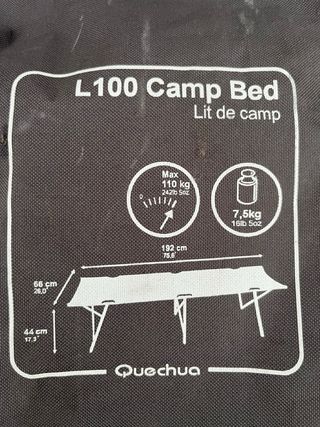 L100 Camp Bed
Lit de camp
Max
110 kg
242lb 5oz
0
7,5kg
16lb 5oz
192 cm
75,6"
66 cm
26,0"
44 cm
17,3"
Quechua